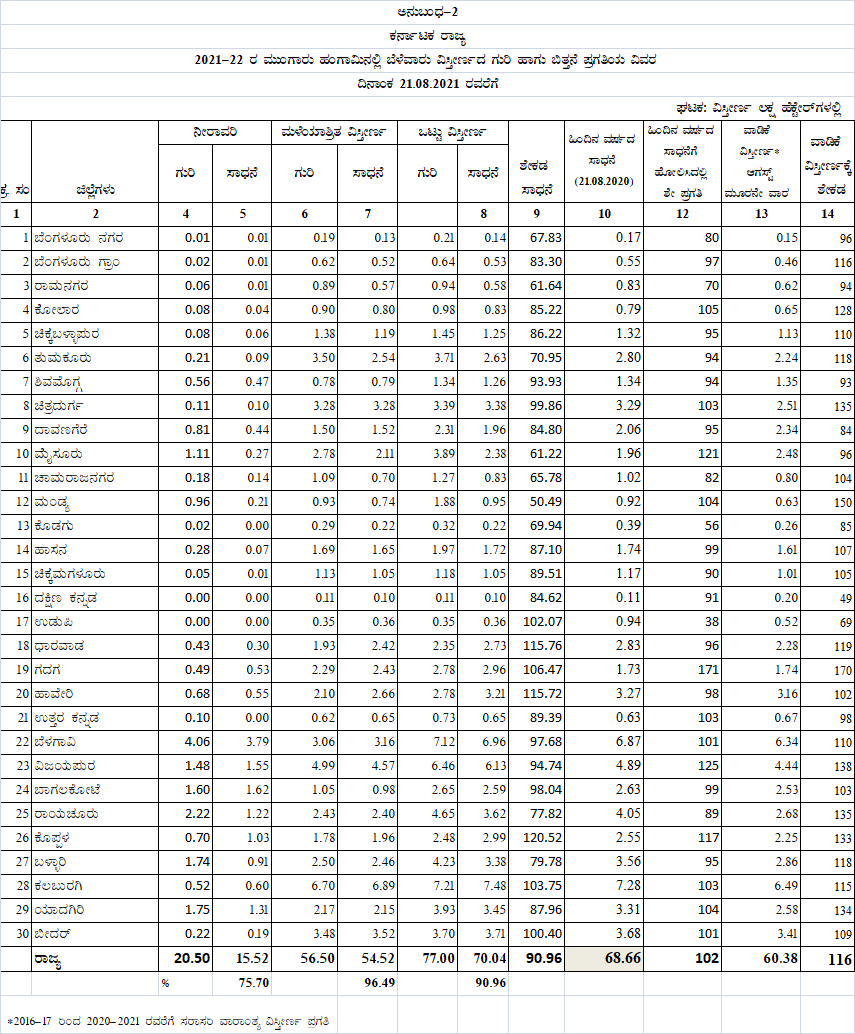 ಅನುಬಂಧ–2
ಕರ್ನಾಟಕ ರಾಜ್ಯ
2021–22 ರ ಮುಂಗಾರು ಹಂಗಾಮಿನಲ್ಲಿ ಬೆಳೆವಾರು ವಿಸ್ತೀರ್ಣದ ಗುರಿ ಹಾಗು ಬಿತ್ತನೆ ಪ್ರಗತಿಯ ವಿವರ
ದಿನಾಂಕ 21.08.2021 ರವರೆಗೆ
ಘಟಕ: ವಿಸ್ತೀರ್ಣ ಲಕ್ಷ ಹೆಕ್ಟೇರ್‌ಗಳಲ್ಲಿ
ಕ್ರ. ಸಂ ಜಿಲ್ಲೆಗಳು ನೀರಾವರಿ ಮಳೆಯಾಶ್ರಿತ ವಿಸ್ತೀರ್ಣ ಒಟ್ಟು ವಿಸ್ತೀರ್ಣ ಶೇಕಡ ಸಾಧನೆ ಹಿಂದಿನ ವರ್ಷದ ಸಾಧನೆ (21.08.2020) ಹಿಂದಿನ ವರ್ಷದ ಸಾಧನೆಗೆ ಹೋಲಿಸಿದಲ್ಲಿ ಶೇ ಪ್ರಗತಿ ವಾಡಿಕೆ ವಿಸ್ತೀರ್ಣ* ಆಗಸ್ಟ್ ಮೂರನೇ ವಾರ ವಾಡಿಕೆ ವಿಸ್ತೀರ್ಣಕ್ಕೆ ಶೇಕಡ
ಗುರಿ ಸಾಧನೆ ಗುರಿ ಸಾಧನೆ ಗುರಿ ಸಾಧನೆ
1 2 4 5 6 7 8 9 10 12 13 14
1 ಬೆಂಗಳೂರು ನಗರ 0.01 0.01 0.19 0.13 0.21 0.14 67.83 0.17 80 0.15 96
2 ಬೆಂಗಳೂರು ಗ್ರಾಂ 0.02 0.01 0.62 0.52 0.64 0.53 83.30 0.55 97 0.46 116
3 ರಾಮನಗರ 0.06 0.01 0.89 0.57 0.94 0.58 61.64 0.83 70 0.62 94
4 ಕೋಲಾರ 0.08 0.04 0.90 0.80 0.98 0.83 85.22 0.79 105 0.65 128
5 ಚಿಕ್ಕಬಳ್ಳಾಪುರ 0.08 0.06 1.38 1.19 1.45 1.25 86.22 1.32 95 1.13 110
6 ತುಮಕೂರು 0.21 0.09 3.50 2.54 3.71 2.63 70.95 2.80 94 2.24 118
7 ಶಿವಮೊಗ್ಗ 0.56 0.47 0.78 0.79 1.34 1.26 93.93 1.34 94 1.35 93
8 ಚಿತ್ರದುರ್ಗ 0.11 0.10 3.28 3.28 3.39 3.38 99.86 3.29 103 2.51 135
9 ದಾವಣಗೆರೆ 0.81 0.44 1.50 1.52 2.31 1.96 84.80 2.06 95 2.34 84
10 ಮೈಸೂರು 1.11 0.27 2.78 2.11 3.89 2.38 61.22 1.96 121 2.48 96
11 ಚಾಮರಾಜನಗರ 0.18 0.14 1.09 0.70 1.27 0.83 65.78 1.02 82 0.80 104
12 ಮಂಡ್ಯ 0.96 0.21 0.93 0.74 1.88 0.95 50.49 0.92 104 0.63 150
13 ಕೊಡಗು 0.02 0.00 0.29 0.22 0.32 0.22 69.94 0.39 56 0.26 85
14 ಹಾಸನ 0.28 0.07 1.69 1.65 1.97 1.72 87.10 1.74 99 1.61 107
15 ಚಿಕ್ಕಮಗಳೂರು 0.05 0.01 1.13 1.05 1.18 1.05 89.51 1.17 90 1.01 105
16 ದಕ್ಷಿಣ ಕನ್ನಡ 0.00 0.00 0.11 0.10 0.11 0.10 84.62 0.11 91 0.20 49
17 ಉಡುಪಿ 0.00 0.00 0.35 0.36 0.35 0.36 102.07 0.94 38 0.52 69
18 ಧಾರವಾಡ 0.43 0.30 1.93 2.42 2.35 2.73 115.76 2.83 96 2.28 119
19 ಗದಗ 0.49 0.53 2.29 2.43 2.78 2.96 106.47 1.73 171 1.74 170
20 ಹಾವೇರಿ 0.68 0.55 2.10 2.66 2.78 3.21 115.72 3.27 98 3.16 102
21 ಉತ್ತರ ಕನ್ನಡ 0.10 0.00 0.62 0.65 0.73 0.65 89.39 0.63 103 0.67 98
22 ಬೆಳಗಾವಿ 4.06 3.79 3.06 3.16 7.12 6.96 97.68 6.87 101 6.34 110
23 ವಿಜಯಪುರ 1.48 1.55 4.99 4.57 6.46 6.13 94.74 4.89 125 4.44 138
24 ಬಾಗಲಕೋಟೆ 1.60 1.62 1.05 0.98 2.65 2.59 98.04 2.63 99 2.53 103
25 ರಾಯಚೂರು 2.22 1.22 2.43 2.40 4.65 3.62 77.82 4.05 89 2.68 135
26 ಕೊಪ್ಪಳ 0.70 1.03 1.78 1.96 2.48 2.99 120.52 2.55 117 2.25 133
27 ಬಳ್ಳಾರಿ 1.74 0.91 2.50 2.46 4.23 3.38 79.78 3.56 95 2.86 118
28 ಕಲಬುರಗಿ 0.52 0.60 6.70 6.89 7.21 7.48 103.75 7.28 103 6.49 115
29 ಯಾದಗಿರಿ 1.75 1.31 2.17 2.15 3.93 3.45 87.96 3.31 104 2.58 134
30 ಬೀದರ್ 0.22 0.19 3.48 3.52 3.70 3.71 100.40 3.68 101 3.41 109
ರಾಜ್ಯ 20.50 15.52 56.50 54.52 77.00 70.04 90.96 68.66 102 60.38 116
% 75.70 96.49 90.96
*2016–17 ರಿಂದ 2020–2021 ರವರೆಗೆ ಸರಾಸರಿ ವಾರಾಂತ್ಯ ವಿಸ್ತೀರ್ಣ ಪ್ರಗತಿ